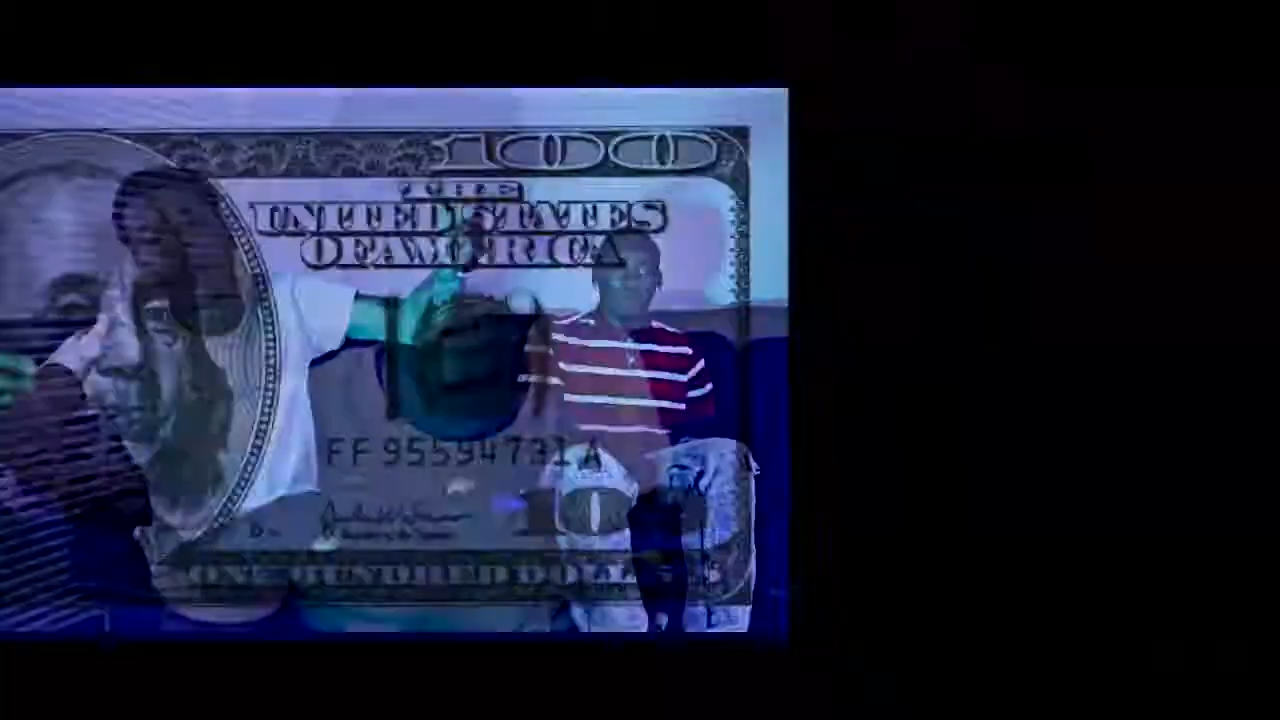 100
THE
UNITED STATES
OF AMERICA
FF 95594731 A
ONE HUNDRED DOLLARS